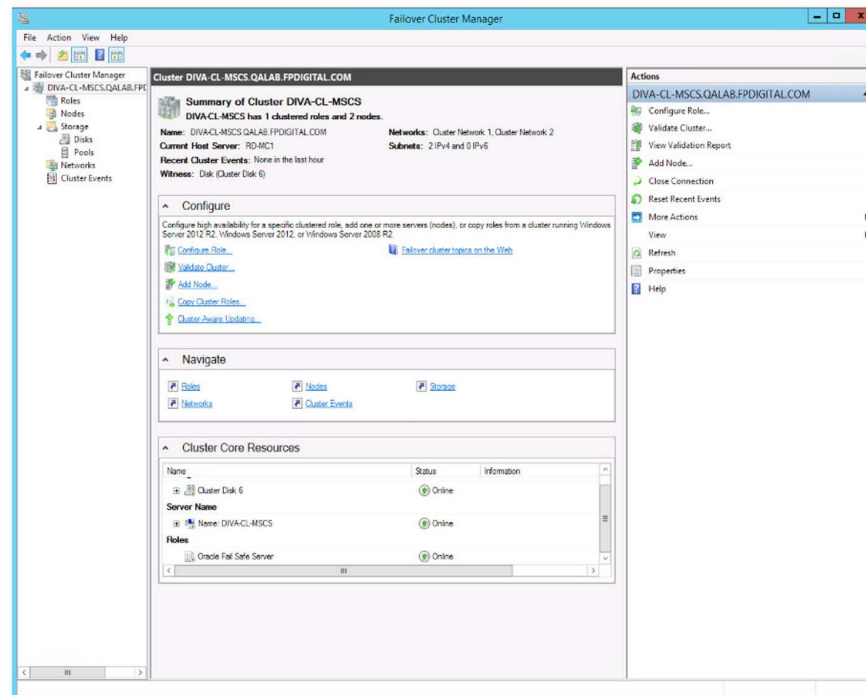 Failover Cluster Manager
File Action View Help
Failover Cluster Manager
DIVA-CL-MSCS.QALAB.FPD
Roles
Nodes
Storage
Disks
Pools
Networks
Cluster Events
Cluster DIVA-CL-MSCS.QALAB.FPDIGITAL.COM
Summary of Cluster DIVA-CL-MSCS
DIVA-CL-MSCS has 1 clustered roles and 2 nodes.
Name: DIVA-CL-MSCS.QALAB.FPDIGITAL.COM
Networks: Cluster Network 1, Cluster Network 2
Current Host Server: RD-MC1
Subnets: 2 IPv4 and 0 IPv6
Recent Cluster Events: None in the last hour
Witness: Disk (Cluster Disk 6)
Configure
Configure high availability for a specific clustered role, add one or more servers (nodes), or copy roles from a cluster running Windows
Server 2012 R2, Windows Server 2012, or Windows Server 2008 R2.
Configure Role...
Failover cluster topics on the Web
Validate Cluster...
Add Node...
Copy Cluster Roles...
Cluster-Aware Updating...
Navigate
Roles
Nodes
Storage
Networks
Cluster Events
Cluster Core Resources
Name
Status
Information
Cluster Disk 6
Online
Server Name
Name: DIVA-CL-MSCS
Online
Roles
Oracle Fail Safe Server
Online
Actions
DIVA-CL-MSCS.QALAB.FPDIGITAL.COM
Configure Role...
Validate Cluster...
View Validation Report
Add Node...
Close Connection
Reset Recent Events
More Actions
View
Refresh
Properties
Help